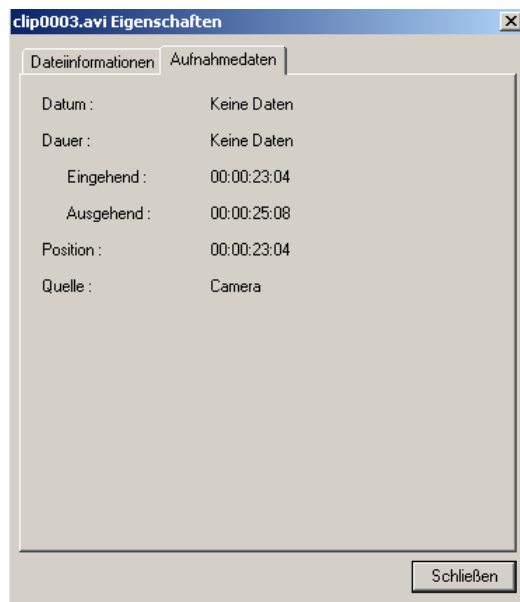 clip0003.avi Eigenschaften
Dateiinformationen Aufnahmedaten
Datum : Keine Daten
Dauer : Keine Daten
Eingehend : 00:00:23:04
Ausgehend : 00:00:25:08
Position : 00:00:23:04
Quelle : Camera
Schließen